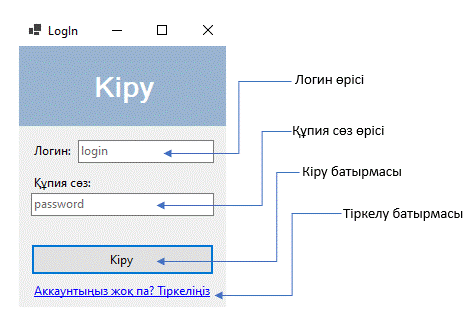 LogIn
Кіру
Логин:
login
Құпия сөз:
password
Кіру
Аккаунтыңыз жоқ па? Тіркеліңіз
Логин өрісі
Құпия сөз өрісі
Кіру батырмасы
Тіркелу батырмасы